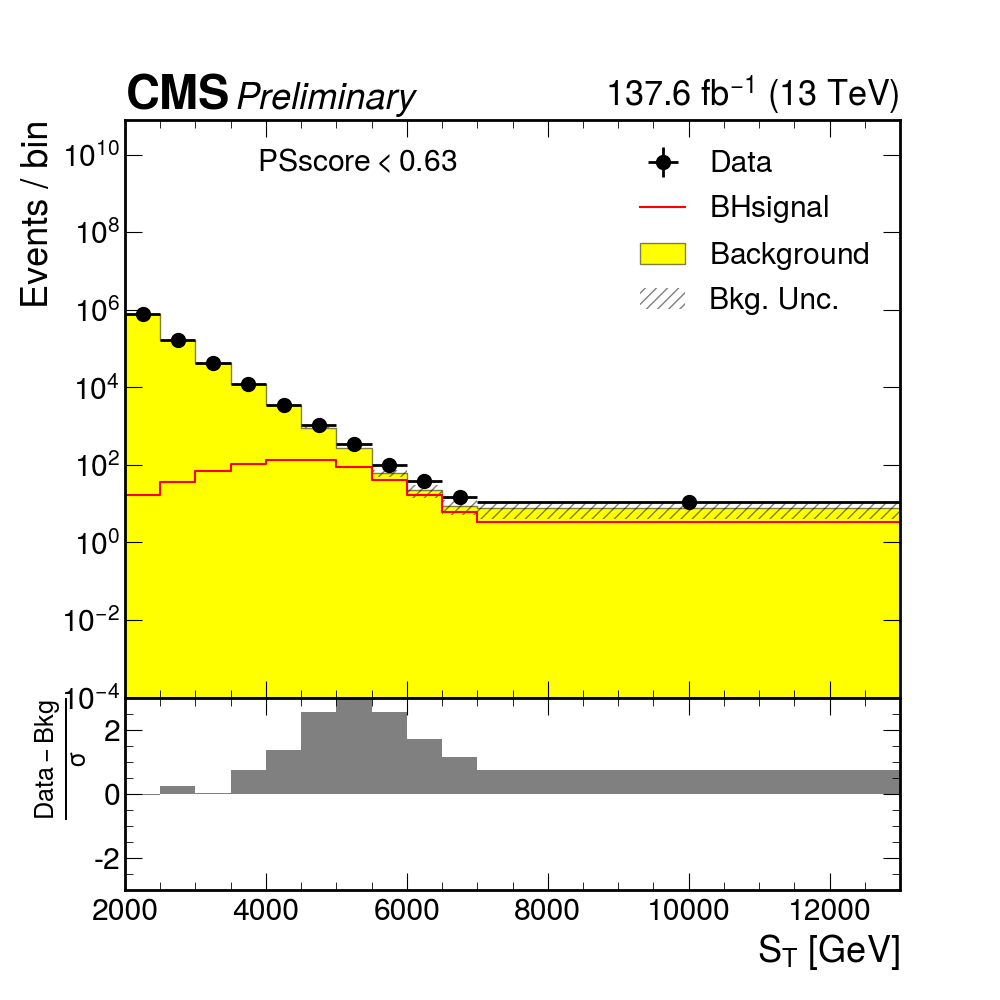 CMS Preliminary 137.6 fb⁻¹ (13 TeV)
Events / bin
PSscore < 0.63
Data
BHsignal
Background
Bkg. Unc.
10¹⁰
10⁸
10⁶
10⁴
10²
10⁰
10⁻²
10⁻⁴
Data − Bkg
σ
2
0
-2
2000 4000 6000 8000 10000 12000
S_T [GeV]